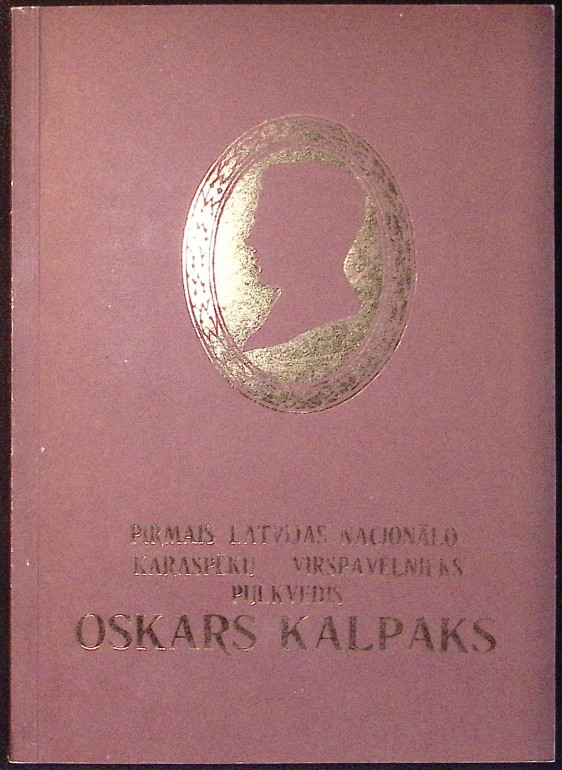 PIRMAIS LATVIJAS NACIONĀLO
KARASPĒKU VIRSPAVĒLNIEKS
PULKVEDIS
OSKARS KALPAKS